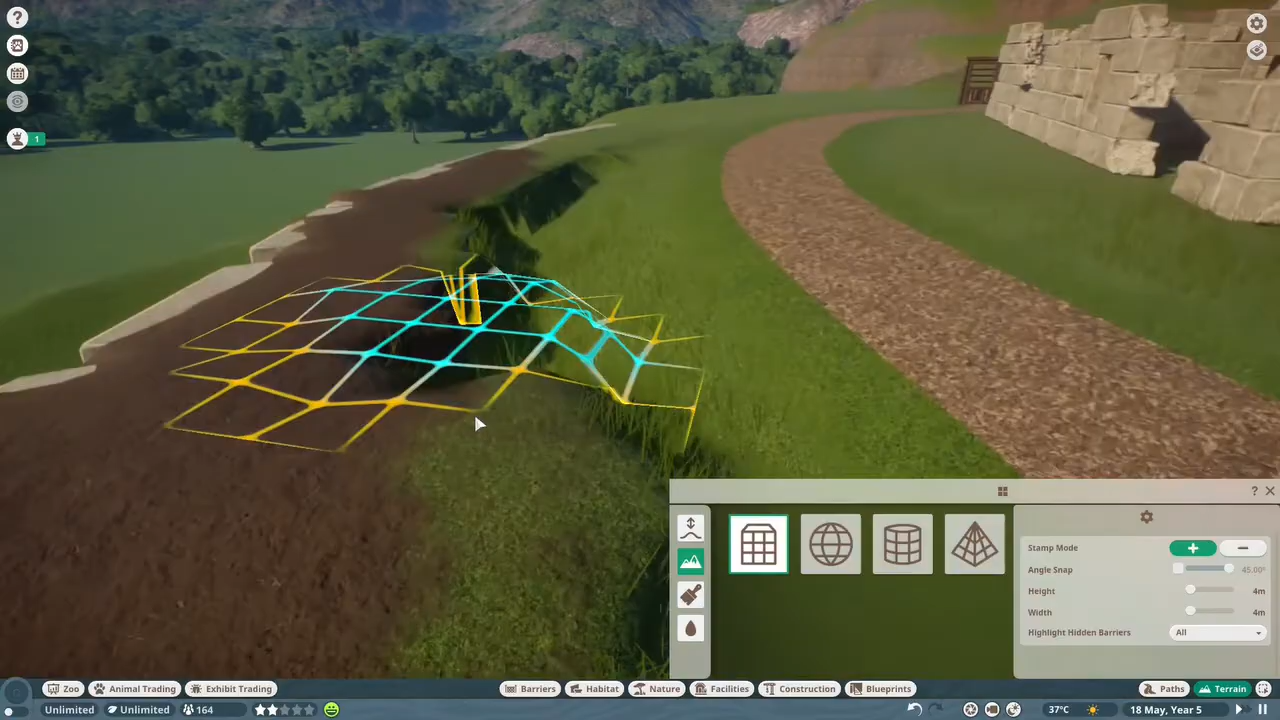 ?
1
? 
Stamp Mode
Angle Snap 45.00°
Height 4m
Width 4m
Highlight Hidden Barriers All
Zoo Animal Trading Exhibit Trading Barriers Habitat Nature Facilities Construction Blueprints Paths Terrain
Unlimited Unlimited 164 37°C 18 May, Year 5